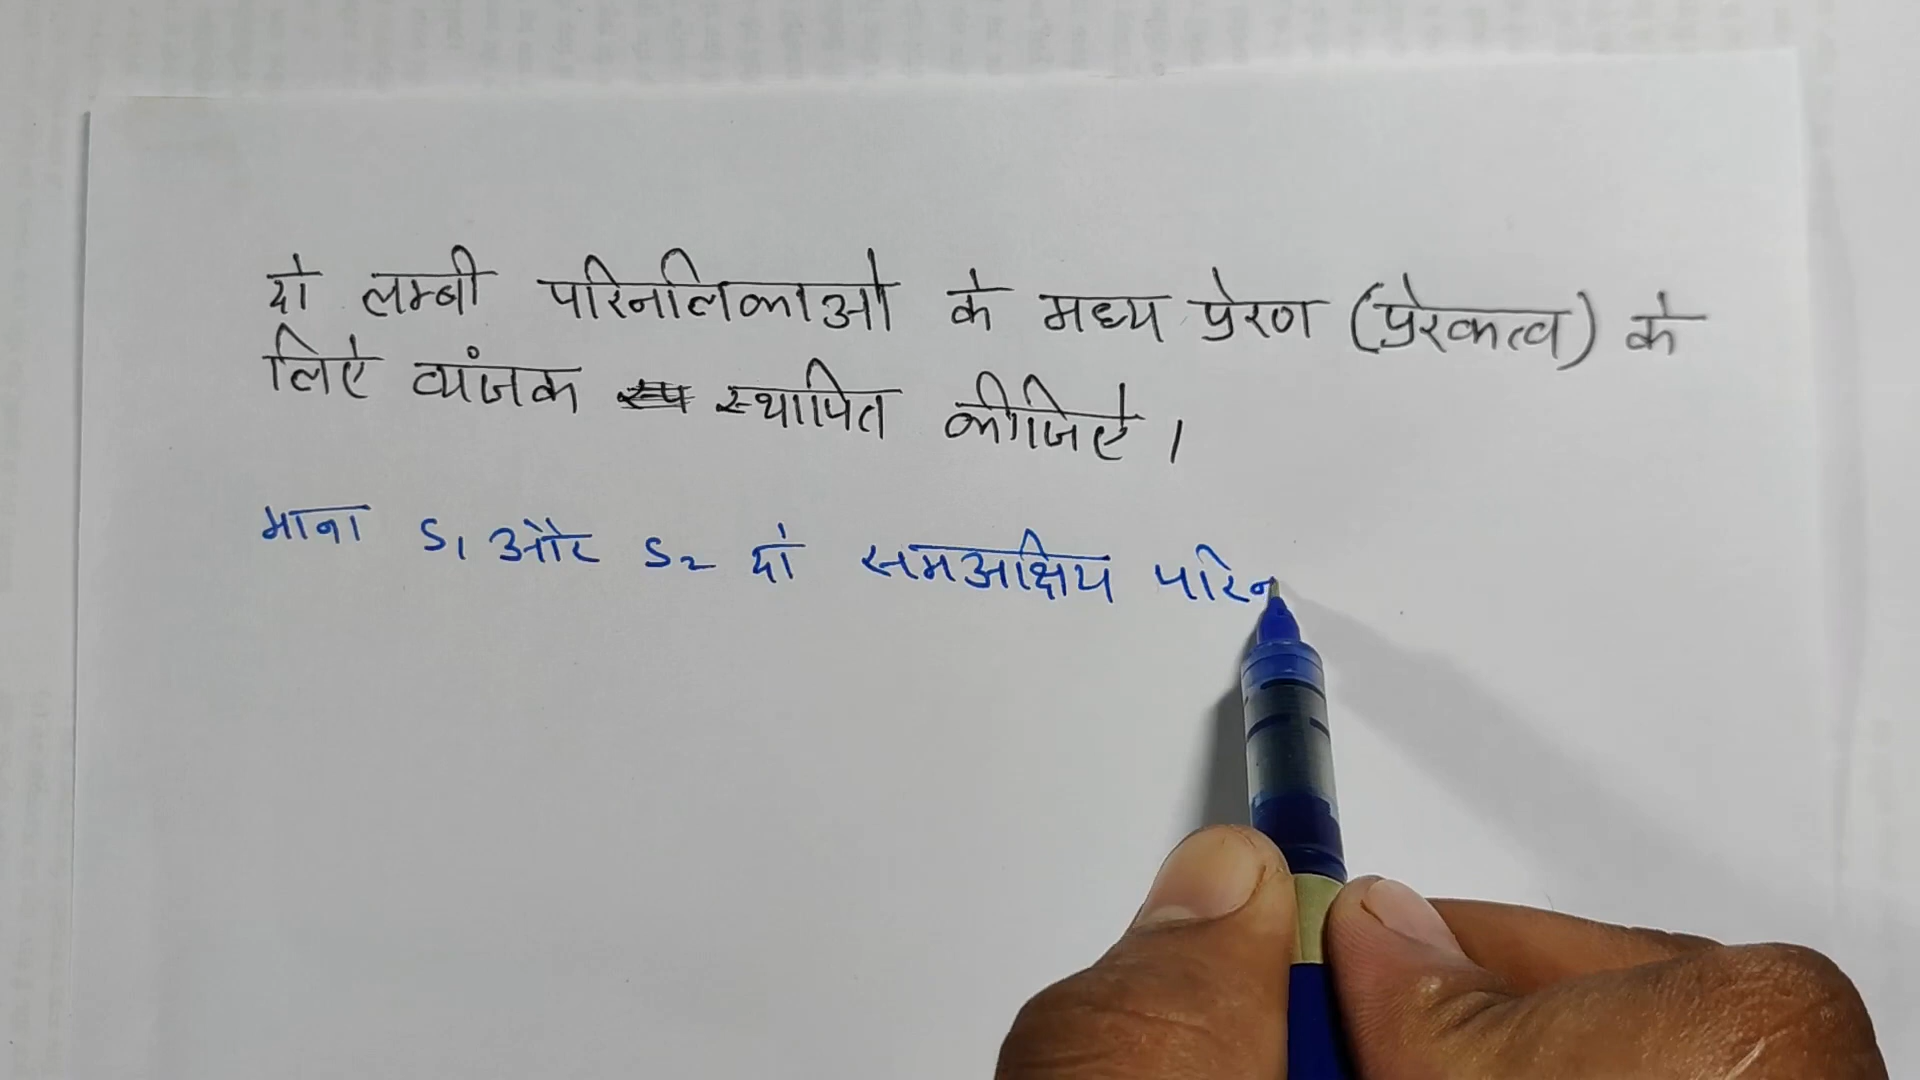 दो लम्बी परिनलिकाओ के मध्य प्रेरण (प्रेरकत्व) के
लिऐ व्यांजक स्थापित कीजिऐ।
माना S₁ और S₂ दो समअक्षिय परिन